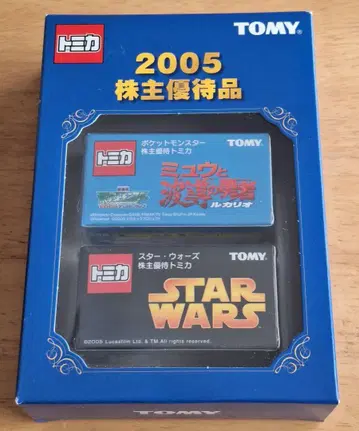 トミカ
TOMY®
2005
株主優待品
ポケットモンスター
株主優待トミカ
TOMY
トミカ
ミュウと
波導の勇者
ルカリオ
スター・ウォーズ
株主優待トミカ
TOMY
トミカ
STAR
WARS
©2005 Lucasfilm Ltd. & TM All rights reserved.
TOMY